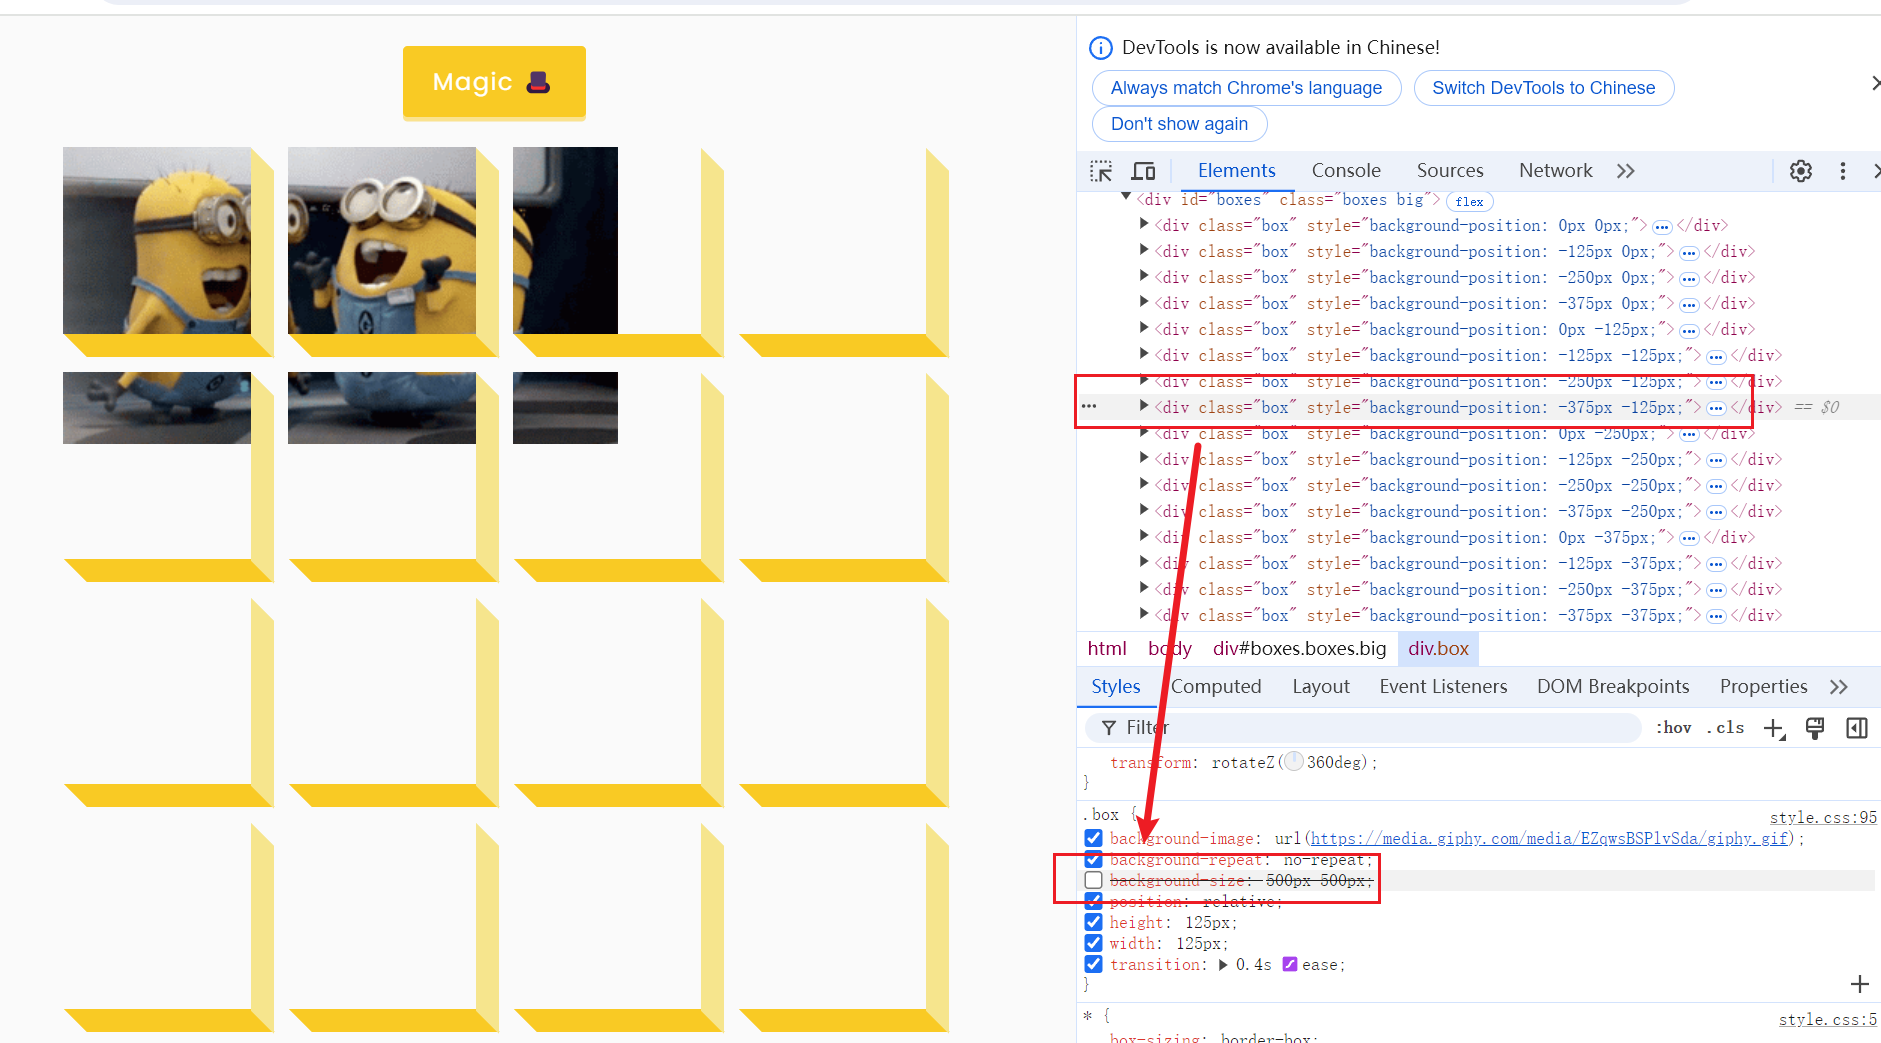 Magic
DevTools is now available in Chinese!
Always match Chrome's language
Switch DevTools to Chinese
Don't show again
Elements
Console
Sources
Network
<div id="boxes" class="boxes big"> flex
<div class="box" style="background-position: 0px 0px;"> … </div>
<div class="box" style="background-position: -125px 0px;"> … </div>
<div class="box" style="background-position: -250px 0px;"> … </div>
<div class="box" style="background-position: -375px 0px;"> … </div>
<div class="box" style="background-position: 0px -125px;"> … </div>
<div class="box" style="background-position: -125px -125px;"> … </div>
<div class="box" style="background-position: -250px -125px;"> … </div>
… <div class="box" style="background-position: -375px -125px;"> … </div> == $0
<div class="box" style="background-position: 0px -250px;"> … </div>
<div class="box" style="background-position: -125px -250px;"> … </div>
<div class="box" style="background-position: -250px -250px;"> … </div>
<div class="box" style="background-position: -375px -250px;"> … </div>
<div class="box" style="background-position: 0px -375px;"> … </div>
<div class="box" style="background-position: -125px -375px;"> … </div>
<div class="box" style="background-position: -250px -375px;"> … </div>
<div class="box" style="background-position: -375px -375px;"> … </div>
html body div#boxes.boxes.big div.box
Styles Computed Layout Event Listeners DOM Breakpoints Properties
Filter :hov .cls
transform: rotateZ(360deg);
}
.box { style.css:95
background-image: url(https://media.giphy.com/media/EZqwsBSPlvSda/giphy.gif);
background-repeat: no-repeat;
background-size: 500px 500px;
position: relative;
height: 125px;
width: 125px;
transition: 0.4s ease;
}
* { style.css:5
box-sizing: border-box;